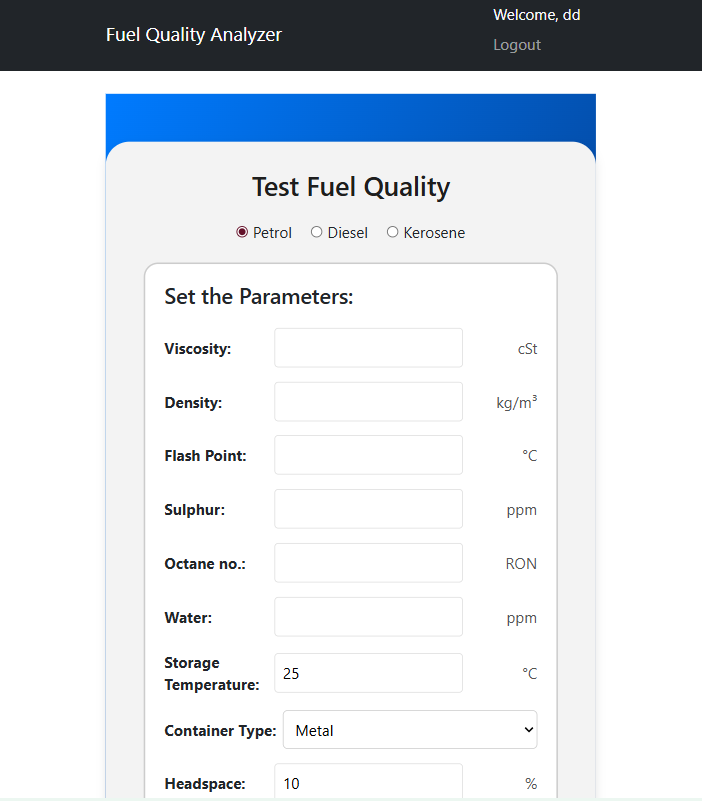 Welcome, dd
Fuel Quality Analyzer
Logout
Test Fuel Quality
Petrol Diesel Kerosene
Set the Parameters:
Viscosity: cSt
Density: kg/m³
Flash Point: °C
Sulphur: ppm
Octane no.: RON
Water: ppm
Storage
Temperature: 25 °C
Container Type: Metal
Headspace: 10 %